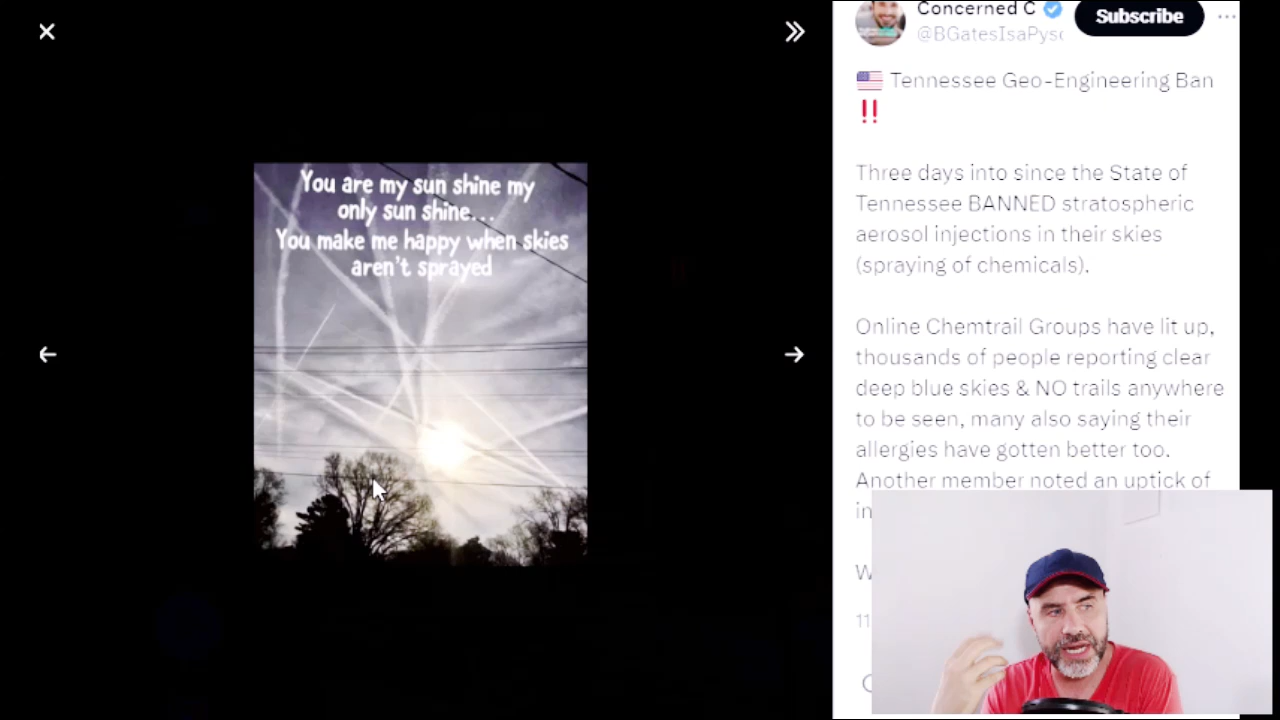 Concerned C
Subscribe
🇺🇸 Tennessee Geo-Engineering Ban
‼️
Three days into since the State of
Tennessee BANNED stratospheric
aerosol injections in their skies
(spraying of chemicals).
Online Chemtrail Groups have lit up,
thousands of people reporting clear
deep blue skies & NO trails anywhere
to be seen, many also saying their
allergies have gotten better too.
Another member noted an uptick of
You are my sun shine my
only sun shine...
You make me happy when skies
aren't sprayed